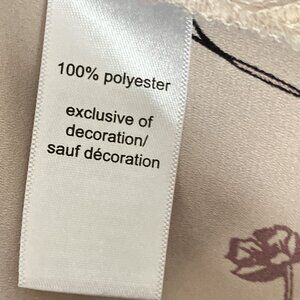 100% polyester
exclusive of
decoration/
sauf décoration